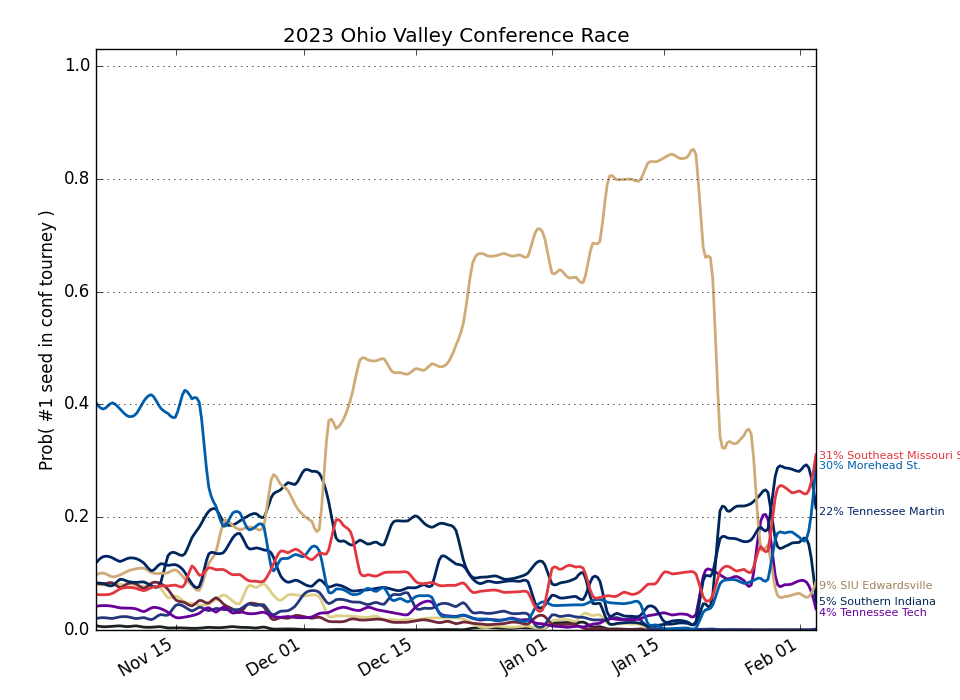 2023 Ohio Valley Conference Race
Prob( #1 seed in conf tourney )
1.0
0.8
0.6
0.4
0.2
0.0
Nov 15
Dec 01
Dec 15
Jan 01
Jan 15
Feb 01
31% Southeast Missouri S
30% Morehead St.
22% Tennessee Martin
9% SIU Edwardsville
5% Southern Indiana
4% Tennessee Tech